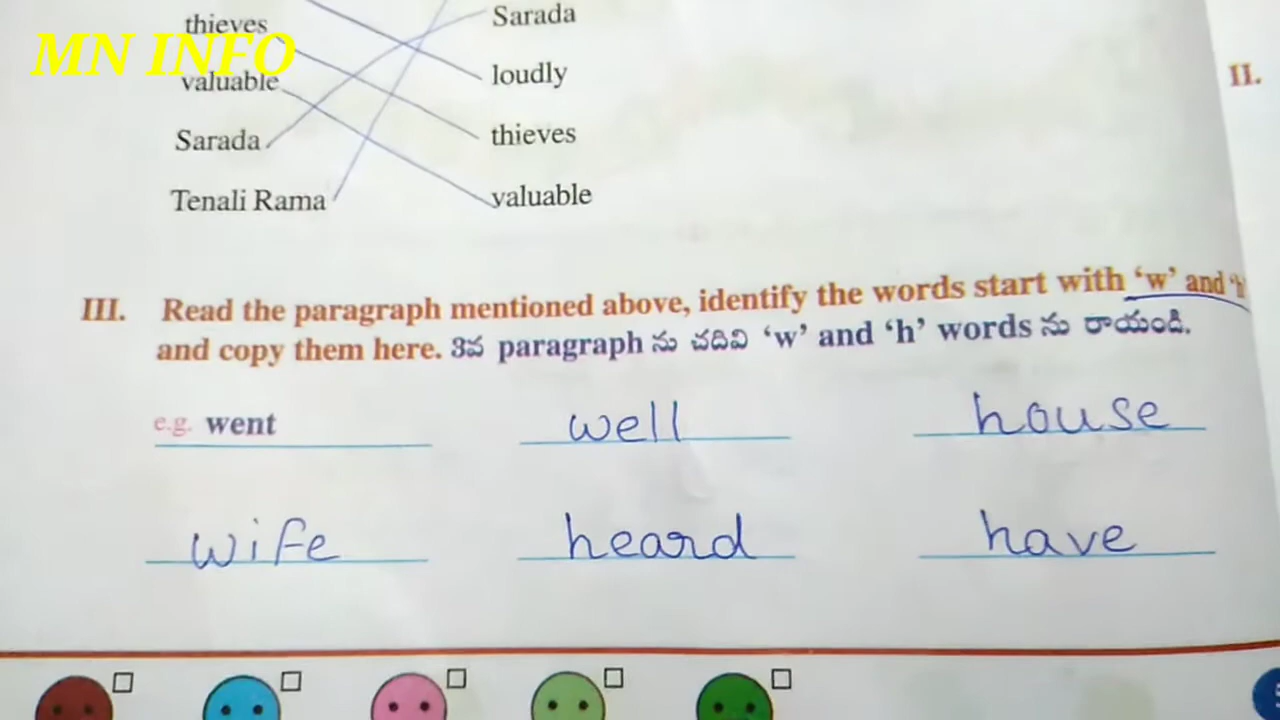 MN INFO
thieves
valuable
Sarada
Tenali Rama
Sarada
loudly
thieves
valuable
II.
III. Read the paragraph mentioned above, identify the words start with ‘w’ and
and copy them here. 3వ paragraph ను చదివి ‘w’ and ‘h’ words ను రాయండి.
e.g. went well house
wife heard have